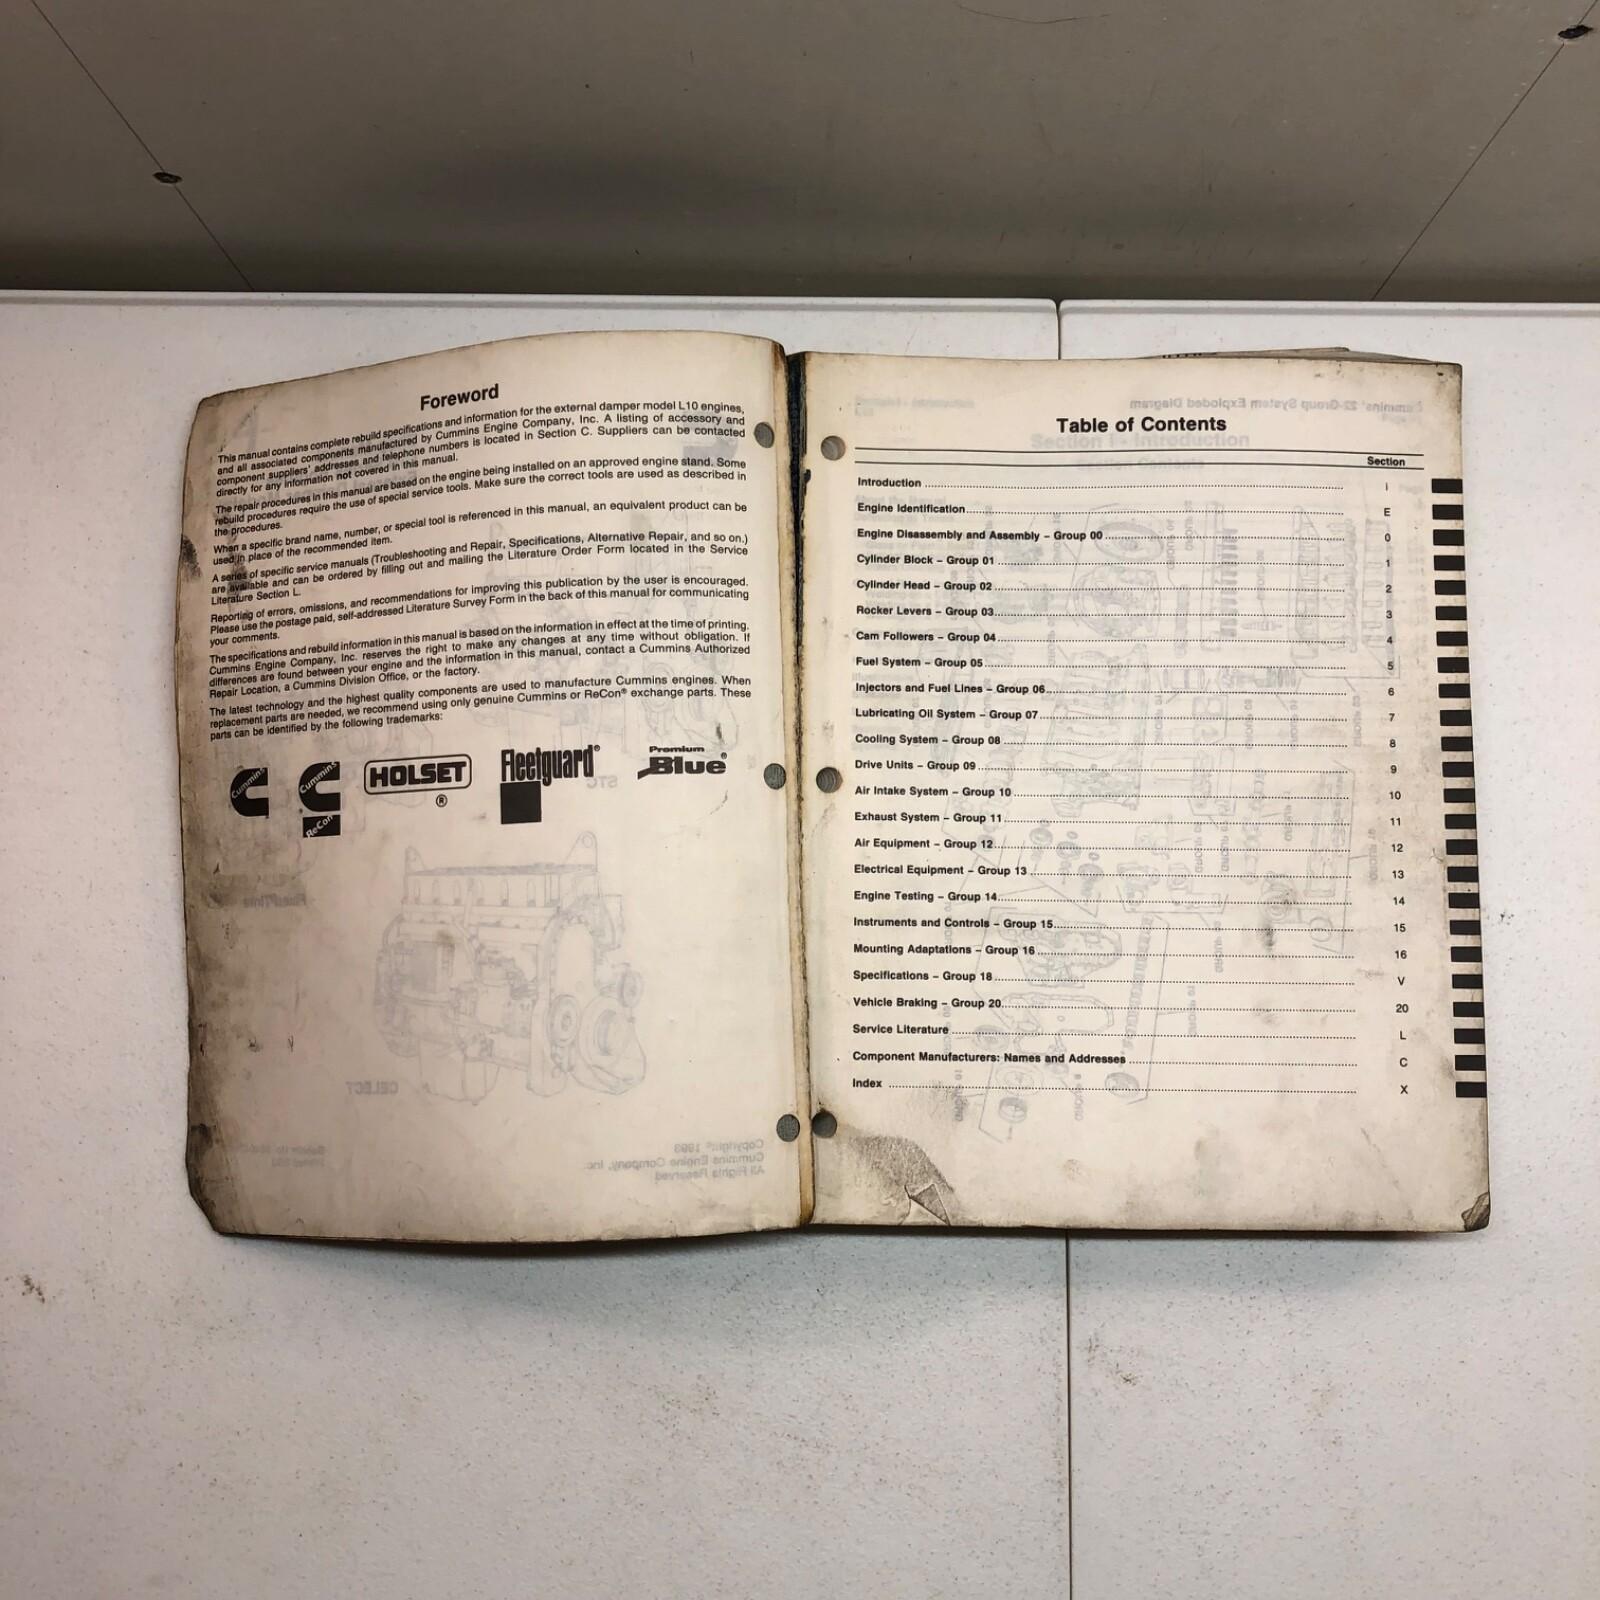 Foreword
This manual contains complete rebuild specifications and information for the external damper model L10 engines,
and all associated components manufactured by Cummins Engine Company, Inc. A listing of accessory and
component suppliers' addresses and telephone numbers is located in Section C. Suppliers can be contacted
directly for any information not covered in this manual.
The repair procedures in this manual are based on the engine being installed on an approved engine stand. Some
rebuild procedures require the use of special service tools. Make sure the correct tools are used as described in
the procedures.
When a specific brand name, number, or special tool is referenced in this manual, an equivalent product can be
used in place of the recommended item.
A series of specific service manuals (Troubleshooting and Repair, Specifications, Alternative Repair, and so on.)
are available and can be ordered by filling out and mailing the Literature Order Form located in the Service
Literature Section L.
Reporting of errors, omissions, and recommendations for improving this publication by the user is encouraged.
Please use the postage paid, self-addressed Literature Survey Form in the back of this manual for communicating
your comments.
The specifications and rebuild information in this manual is based on the information in effect at the time of printing.
Cummins Engine Company, Inc. reserves the right to make any changes at any time without obligation. If
differences are found between your engine and the information in this manual, contact a Cummins Authorized
Repair Location, a Cummins Division Office, or the factory.
The latest technology and the highest quality components are used to manufacture Cummins engines. When
replacement parts are needed, we recommend using only genuine Cummins or ReCon® exchange parts. These
parts can be identified by the following trademarks:
Cummins
Cummins
ReCon
HOLSET
®
Fleetguard®
Premium
Blue®
CELECT
Copyright© 1993
Cummins Engine Company, Inc.
All Rights Reserved
Table of Contents
Section
Introduction I
Engine Identification E
Engine Disassembly and Assembly – Group 00 0
Cylinder Block – Group 01 1
Cylinder Head – Group 02 2
Rocker Levers – Group 03 3
Cam Followers – Group 04 4
Fuel System – Group 05 5
Injectors and Fuel Lines – Group 06 6
Lubricating Oil System – Group 07 7
Cooling System – Group 08 8
Drive Units – Group 09 9
Air Intake System – Group 10 10
Exhaust System – Group 11 11
Air Equipment – Group 12 12
Electrical Equipment – Group 13 13
Engine Testing – Group 14 14
Instruments and Controls – Group 15 15
Mounting Adaptations – Group 16 16
Specifications – Group 18 V
Vehicle Braking – Group 20 20
Service Literature L
Component Manufacturers: Names and Addresses C
Index X